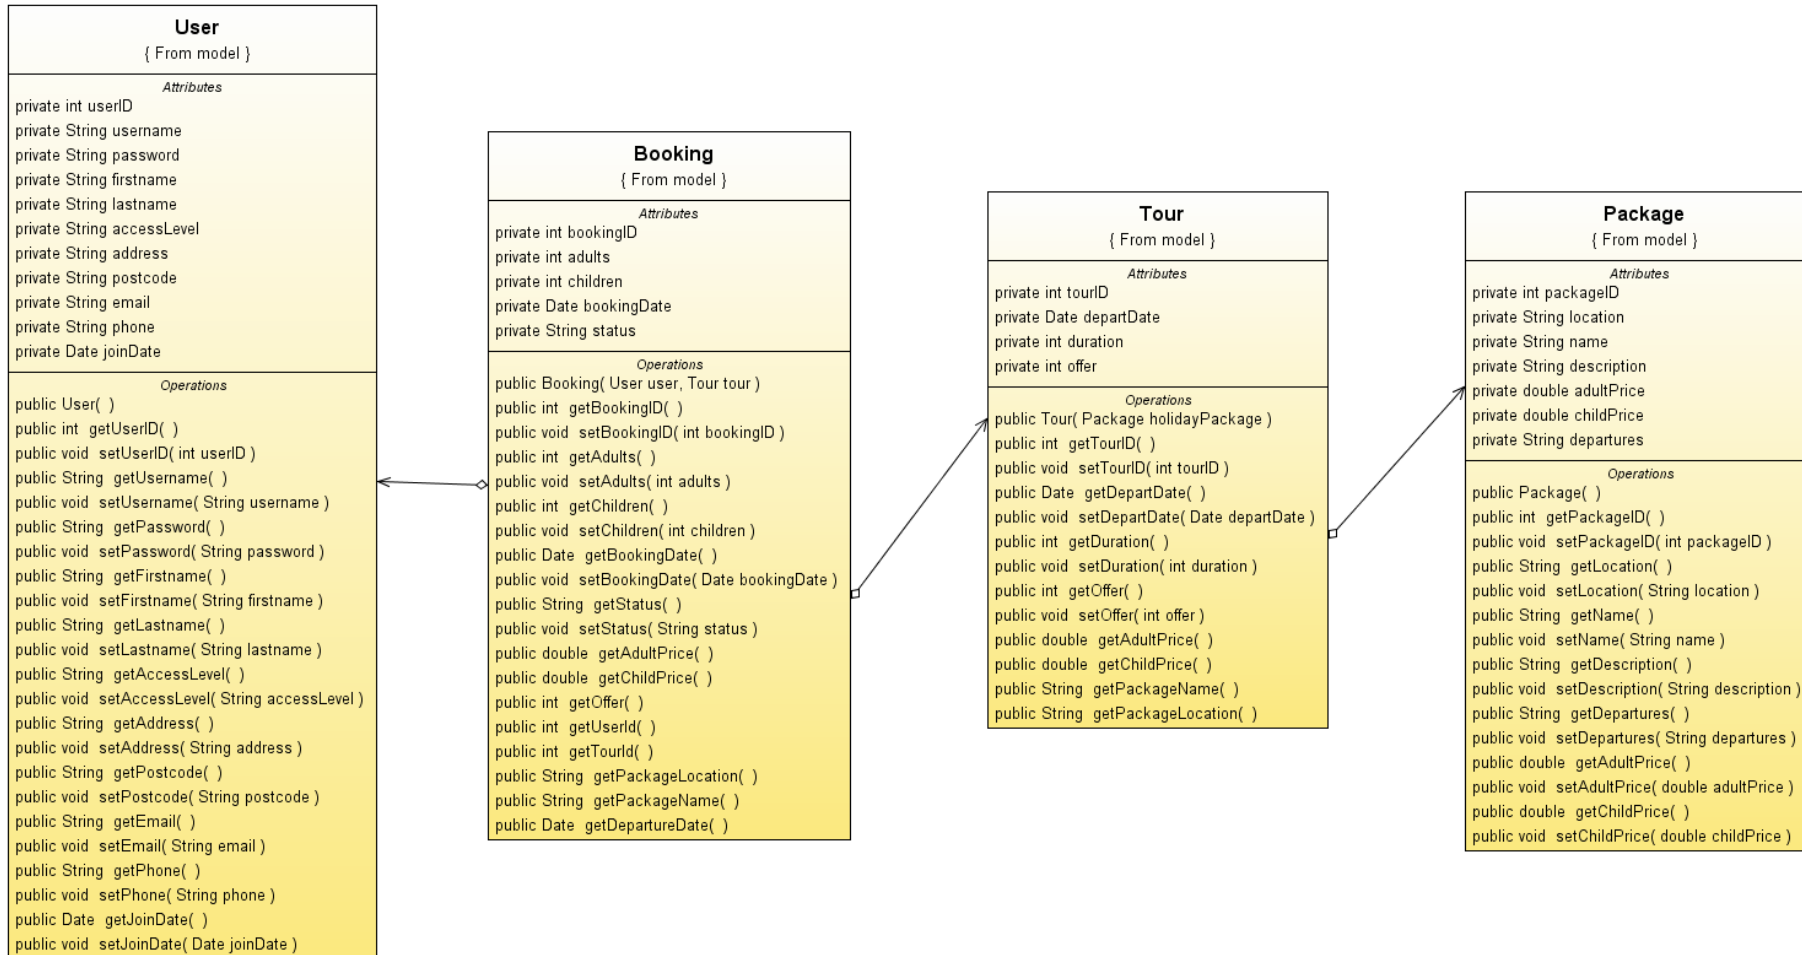 User
{ From model }
Attributes
private int userID
private String username
private String password
private String firstname
private String lastname
private String accessLevel
private String address
private String postcode
private String email
private String phone
private Date joinDate
Operations
public User( )
public int getUserID( )
public void setUserID( int userID )
public String getUsername( )
public void setUsername( String username )
public String getPassword( )
public void setPassword( String password )
public String getFirstname( )
public void setFirstname( String firstname )
public String getLastname( )
public void setLastname( String lastname )
public String getAccessLevel( )
public void setAccessLevel( String accessLevel )
public String getAddress( )
public void setAddress( String address )
public String getPostcode( )
public void setPostcode( String postcode )
public String getEmail( )
public void setEmail( String email )
public String getPhone( )
public void setPhone( String phone )
public Date getJoinDate( )
public void setJoinDate( Date joinDate )
Booking
{ From model }
Attributes
private int bookingID
private int adults
private int children
private Date bookingDate
private String status
Operations
public Booking( User user, Tour tour )
public int getBookingID( )
public void setBookingID( int bookingID )
public int getAdults( )
public void setAdults( int adults )
public int getChildren( )
public void setChildren( int children )
public Date getBookingDate( )
public void setBookingDate( Date bookingDate )
public String getStatus( )
public void setStatus( String status )
public double getAdultPrice( )
public double getChildPrice( )
public int getOffer( )
public int getUserId( )
public int getTourId( )
public String getPackageLocation( )
public String getPackageName( )
public Date getDepartureDate( )
Tour
{ From model }
Attributes
private int tourID
private Date departDate
private int duration
private int offer
Operations
public Tour( Package holidayPackage )
public int getTourID( )
public void setTourID( int tourID )
public Date getDepartDate( )
public void setDepartDate( Date departDate )
public int getDuration( )
public void setDuration( int duration )
public int getOffer( )
public void setOffer( int offer )
public double getAdultPrice( )
public double getChildPrice( )
public String getPackageName( )
public String getPackageLocation( )
Package
{ From model }
Attributes
private int packageID
private String location
private String name
private String description
private double adultPrice
private double childPrice
private String departures
Operations
public Package( )
public int getPackageID( )
public void setPackageID( int packageID )
public String getLocation( )
public void setLocation( String location )
public String getName( )
public void setName( String name )
public String getDescription( )
public void setDescription( String description )
public String getDepartures( )
public void setDepartures( String departures )
public double getAdultPrice( )
public void setAdultPrice( double adultPrice )
public double getChildPrice( )
public void setChildPrice( double childPrice )